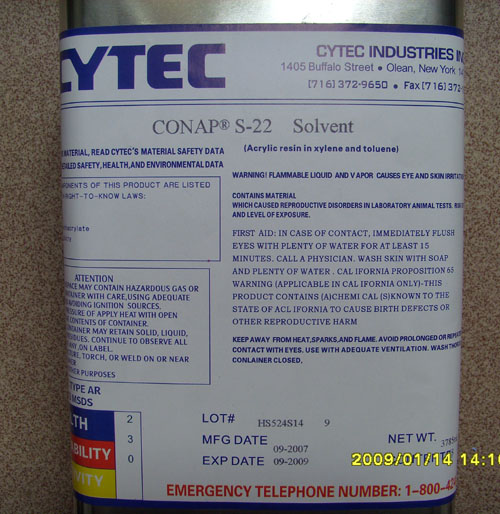 CYTEC
CYTEC INDUSTRIES IN
1405 Buffalo Street • Olean, New York
(716) 372-9650 • Fax (716) 372-
CONAP® S-22 Solvent
(Acrylic resin in xylene and toluene)
MATERIAL, READ CYTEC'S MATERIAL SAFETY DATA
SAFETY, HEALTH, AND ENVIRONMENTAL DATA
OF THIS PRODUCT ARE LISTED
RIGHT-TO-KNOW LAWS:
WARNING! FLAMMABLE LIQUID AND VAPOR CAUSES EYE AND SKIN
CONTAINS MATERIAL
WHICH CAUSED REPRODUCTIVE DISORDERS IN LABORATORY ANIMAL TESTS.
AND LEVEL OF EXPOSURE.
FIRST AID: IN CASE OF CONTACT, IMMEDIATELY FLUSH
EYES WITH PLENTY OF WATER FOR AT LEAST 15
MINUTES. CALL A PHYSICIAN. WASH SKIN WITH SOAP
AND PLENTY OF WATER . CAL IFORNIA PROPOSITION 65
WARNING (APPLICABLE IN CAL IFORNIA ONLY)-THIS
PRODUCT CONTAINS (A)CHEMI CAL (S)KNOWN TO THE
STATE OF ACL IFORNIA TO CAUSE BIRTH DEFECTS OR
OTHER REPRODUCTIVE HARM
KEEP AWAY FROM HEAT,SPARKS,AND FLAME. AVOID PROLONGED OR
CONTACT WITH EYES. USE WITH ADEQUATE VENTILATION. WASH
CONLAINER CLOSED,
ATTENTION
MAY CONTAIN HAZARDOUS GAS OR
WITH CARE,USING ADEQUATE
AVOIDING IGNITION SOURCES.
OF APPLY HEAT WITH OPEN
CONTENTS OF CONTAINER.
MAY RETAIN SOLID, LIQUID,
CONTINUE TO OBSERVE ALL
ANY ,ON LABEL.
TORCH, OR WELD ON OR NEAR
PURPOSES
TYPE AR
MSDS
LTH 2
BILITY 3
VITY 0
LOT# HS524S14 9
MFG DATE 09-2007
EXP DATE 09-2009
NET WT.
2009/01/14 14:1
EMERGENCY TELEPHONE NUMBER: 1-800-42